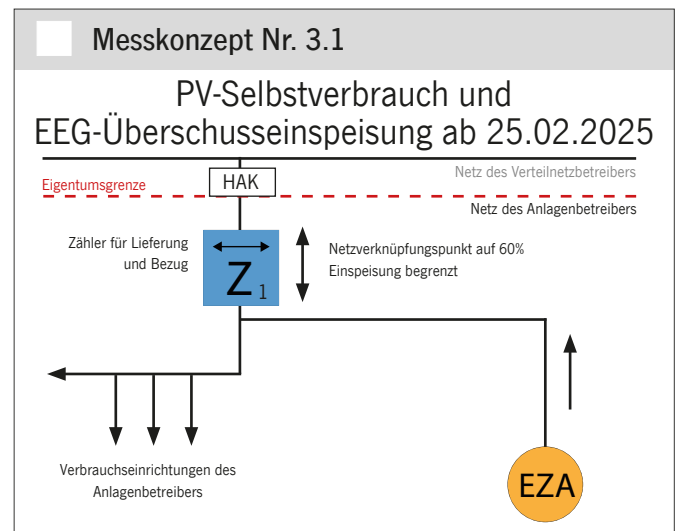 Messkonzept Nr. 3.1
PV-Selbstverbrauch und
EEG-Überschusseinspeisung ab 25.02.2025
Netz des Verteilnetzbetreibers
Eigentumsgrenze
HAK
Netz des Anlagenbetreibers
Zähler für Lieferung
und Bezug
Z1
Netzverknüpfungspunkt auf 60%
Einspeisung begrenzt
Verbrauchseinrichtungen des
Anlagenbetreibers
EZA